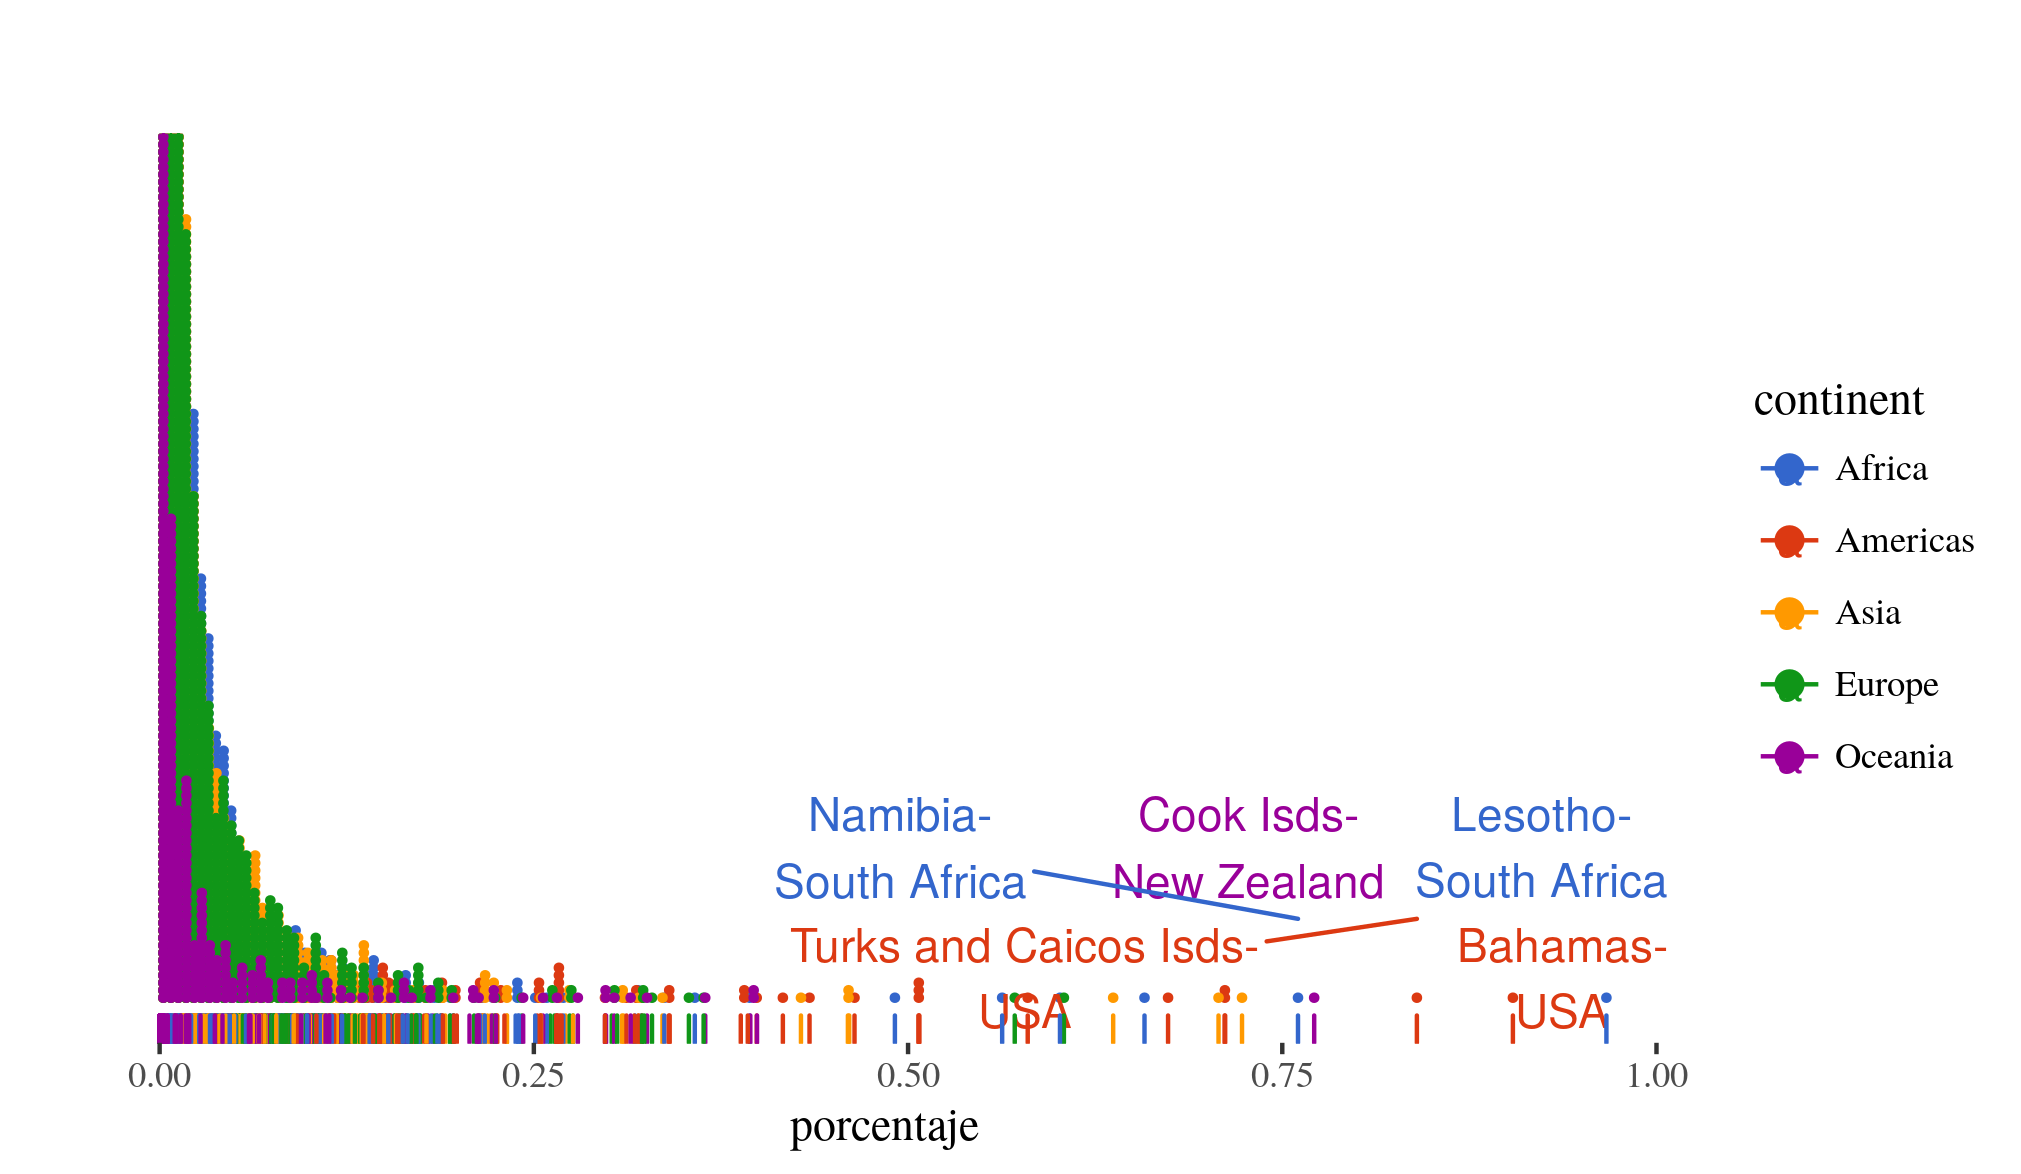 continent
Africa
Americas
Asia
Europe
Oceania
Namibia-
South Africa
Cook Isds-
New Zealand
Lesotho-
South Africa
Turks and Caicos Isds-
USA
Bahamas-
USA
0.00
0.25
0.50
0.75
1.00
porcentaje